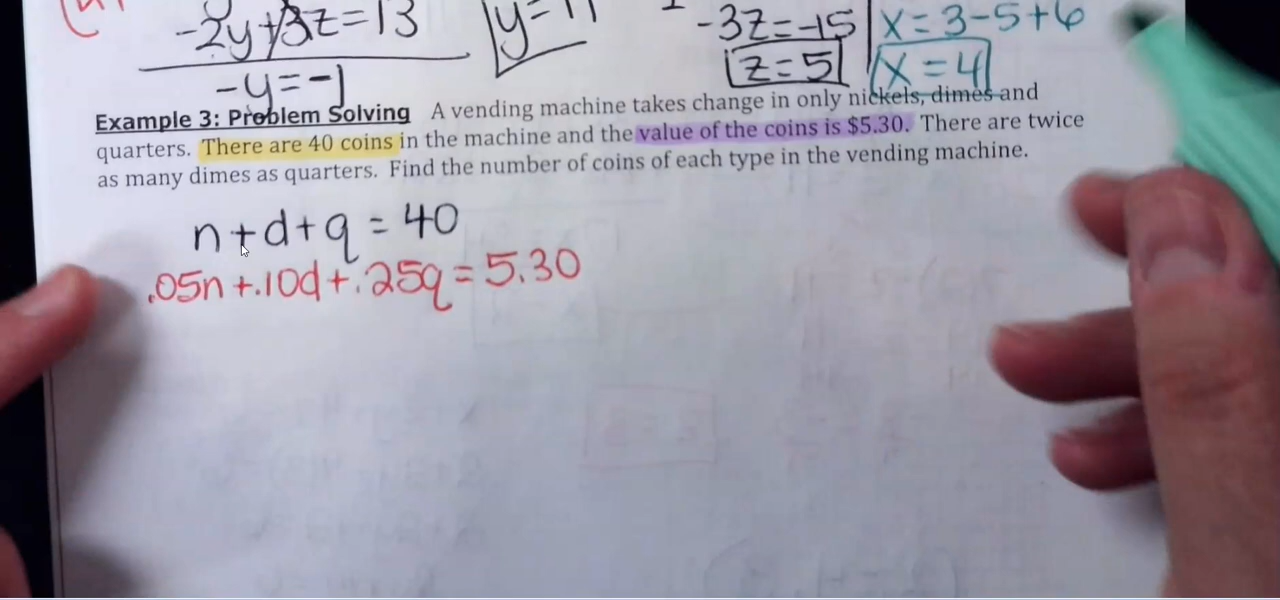 -2y+3z=13
y=11
-3z=-15
x=3-5+6
-y=-1
z=5
x=4
Example 3: Problem Solving A vending machine takes change in only nickels, dimes and
quarters. There are 40 coins in the machine and the value of the coins is $5.30. There are twice
as many dimes as quarters. Find the number of coins of each type in the vending machine.
n+d+q=40
.05n+.10d+.25q=5.30